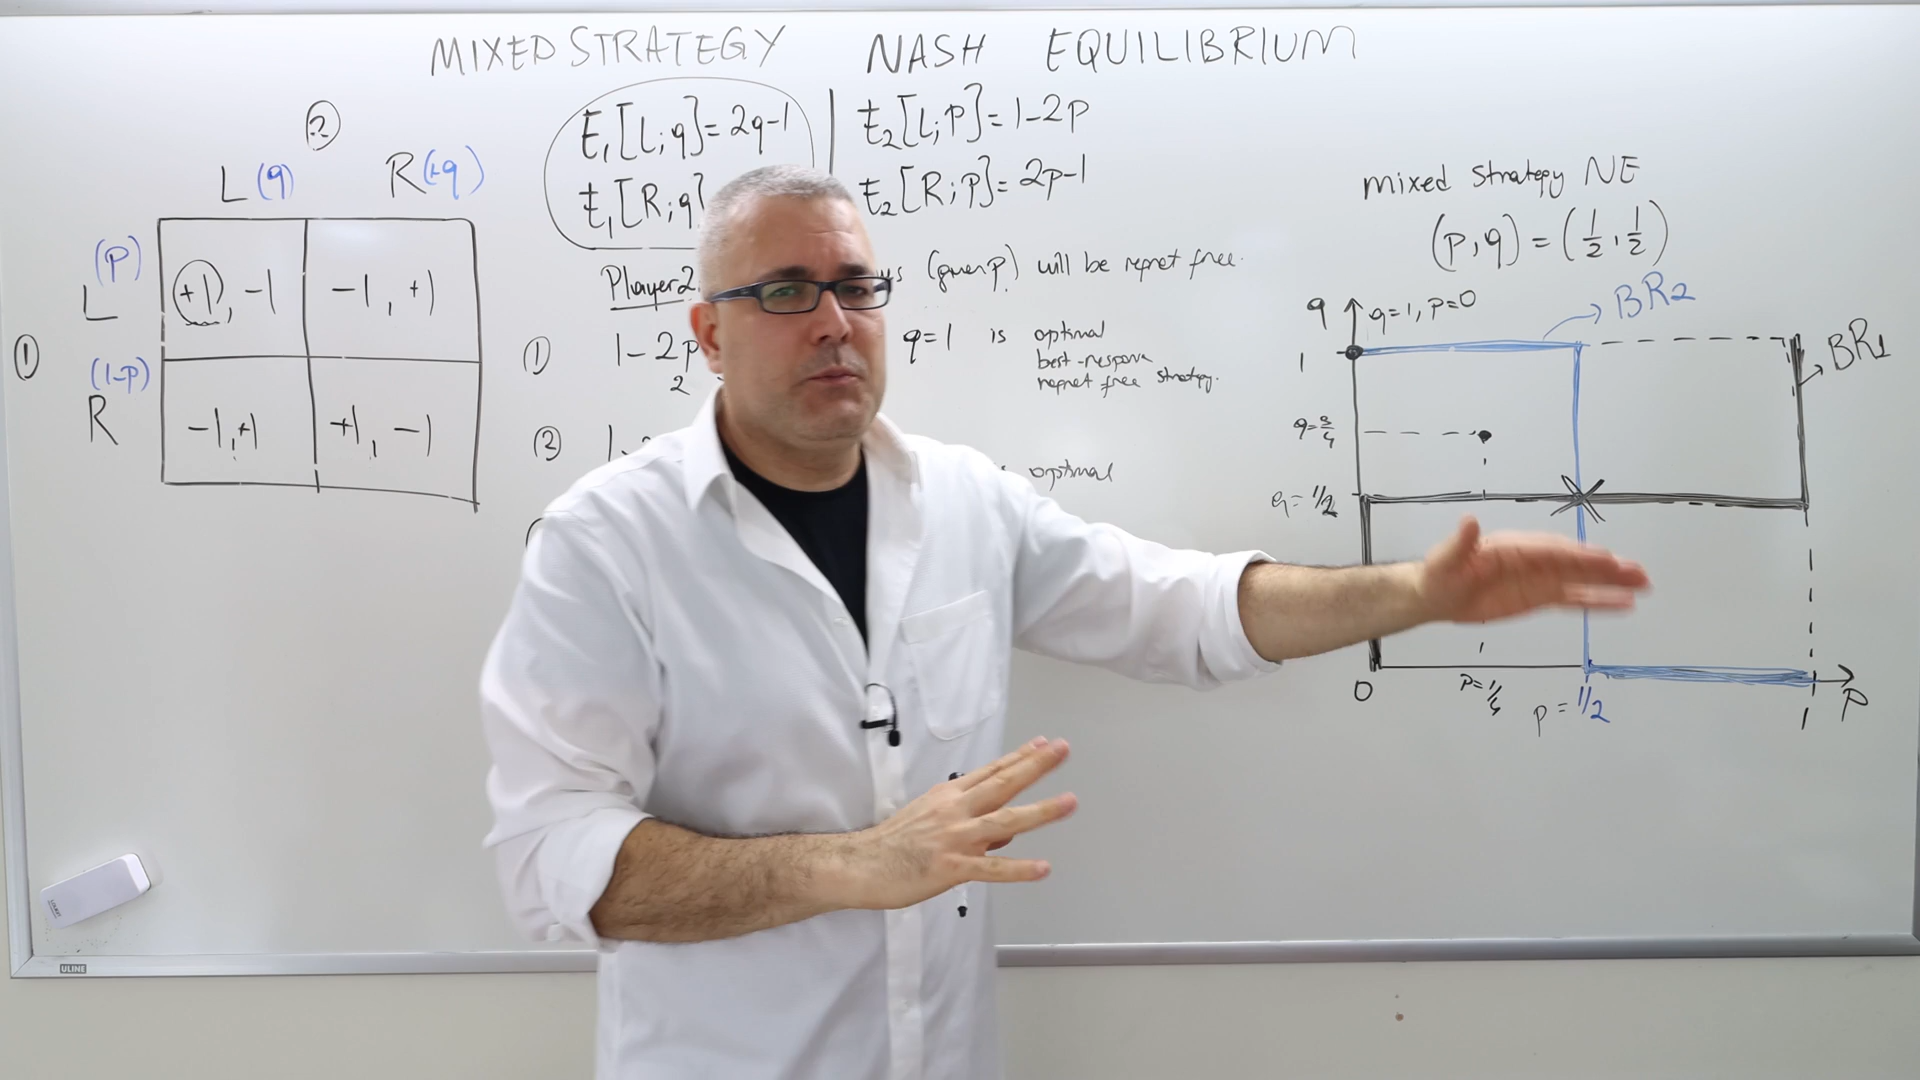 MIXED STRATEGY NASH EQUILIBRIUM
②
L (q) R (1-q)
(p)
L
+1, -1 -1, +1
①
(1-p)
R
-1, +1 +1, -1
E₁[L;q]= 2q-1
E₁[R;q]
E₂[L;p]= 1-2p
E₂[R;p]= 2p-1
Player 2 (given p) will be regret free.
① 1-2p q=1 is optimal
best-response
2 regret free strategy.
②
optimal
mixed strategy NE
(p,q) = (1/2, 1/2)
q q=1, p=0
BR2
1
BR1
q=3/4
q = 1/2
0
p = 1/2
1
p
ULINE